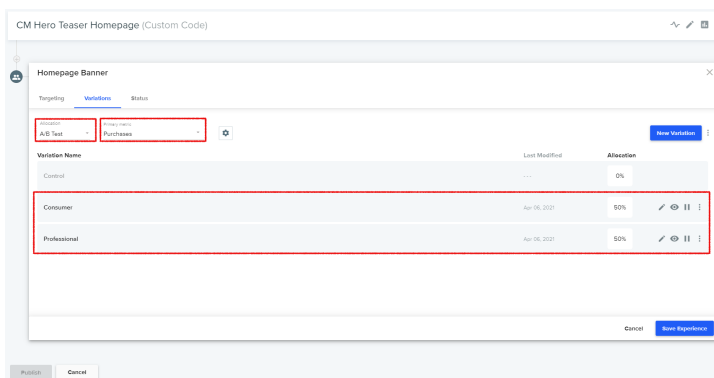 CM Hero Teaser Homepage (Custom Code)
Homepage Banner
Targeting Variations Status
Allocation Primary metric
A/B Test Purchases
New Variation
Variation Name Last Modified Allocation
Control --- 0%
Consumer Apr 06, 2021 50%
Professional Apr 06, 2021 50%
Cancel Save Experience
Publish Cancel